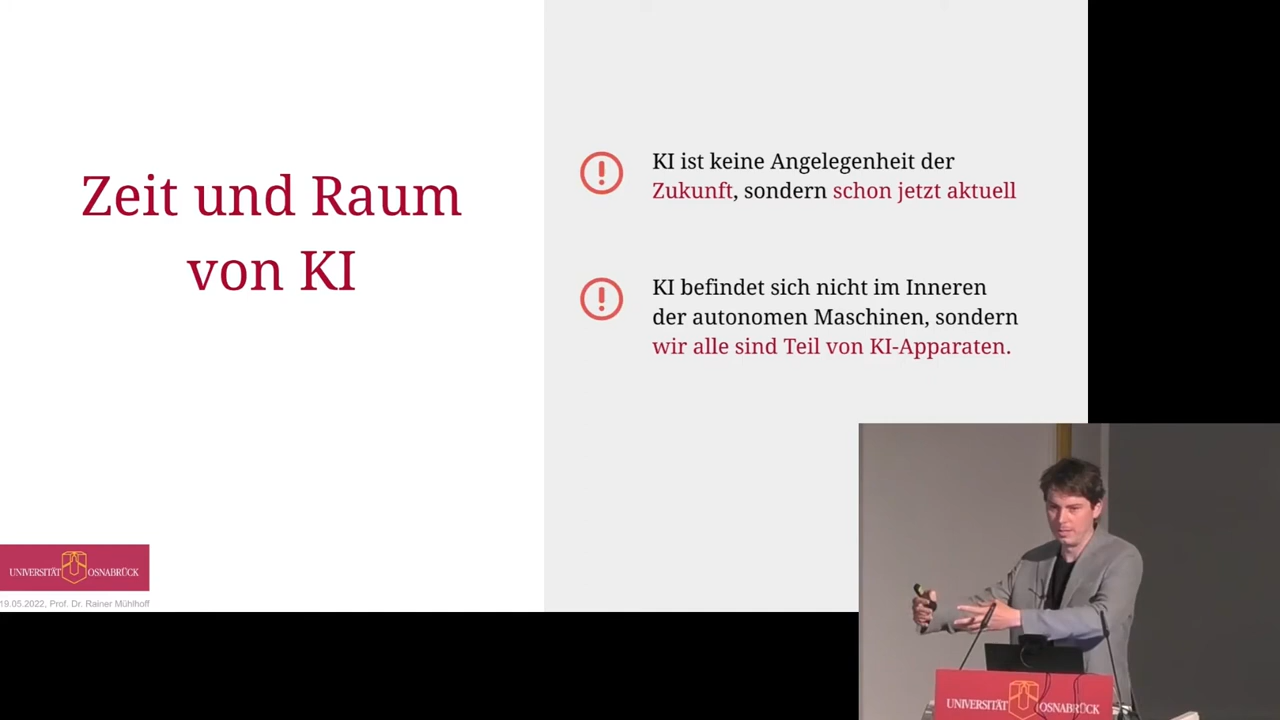 Zeit und Raum
von KI
KI ist keine Angelegenheit der
Zukunft, sondern schon jetzt aktuell
KI befindet sich nicht im Inneren
der autonomen Maschinen, sondern
wir alle sind Teil von KI-Apparaten.
UNIVERSITÄT OSNABRÜCK
19.05.2022, Prof. Dr. Rainer Mühlhoff
UNIVERSITÄT OSNABRÜCK